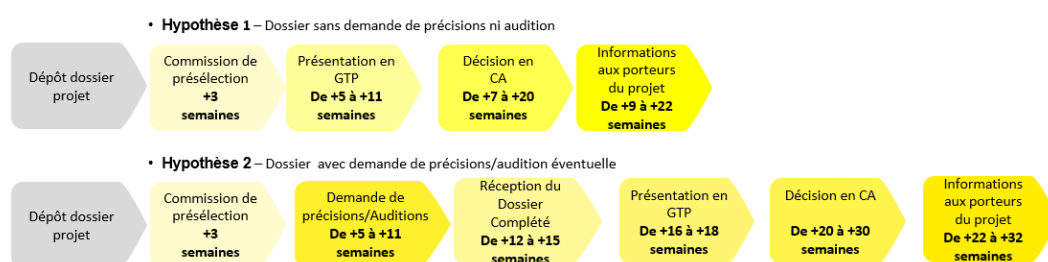 • Hypothèse 1 – Dossier sans demande de précisions ni audition
Dépôt dossier
projet
Commission de
présélection
+3
semaines
Présentation en
GTP
De +5 à +11
semaines
Décision en
CA
De +7 à +20
semaines
Informations
aux porteurs
du projet
De +9 à +22
semaines
• Hypothèse 2 – Dossier avec demande de précisions/audition éventuelle
Dépôt dossier
projet
Commission de
présélection
+3
semaines
Demande de
précisions/Auditions
De +5 à +11
semaines
Réception du
Dossier
Complété
De +12 à +15
semaines
Présentation en
GTP
De +16 à +18
semaines
Décision en CA
De +20 à +30
semaines
Informations
aux porteurs
du projet
De +22 à +32
semaines